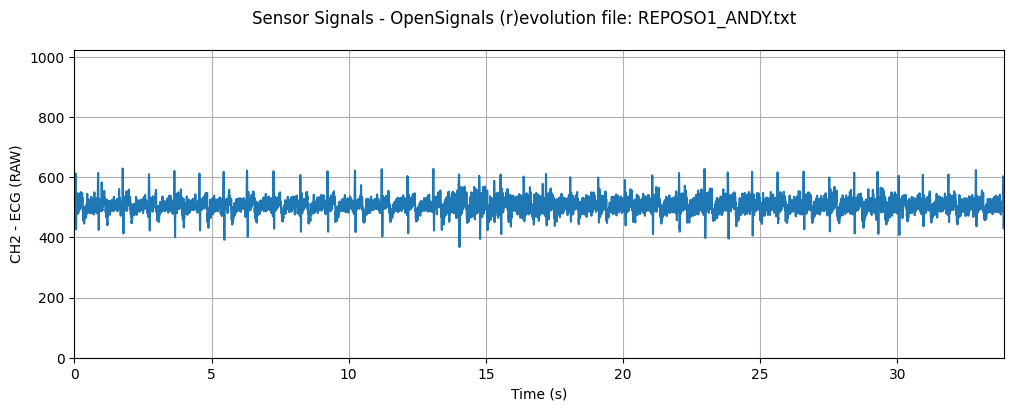 Sensor Signals - OpenSignals (r)evolution file: REPOSO1_ANDY.txt
1000
800
600
400
200
0
CH2 - ECG (RAW)
0 5 10 15 20 25 30
Time (s)